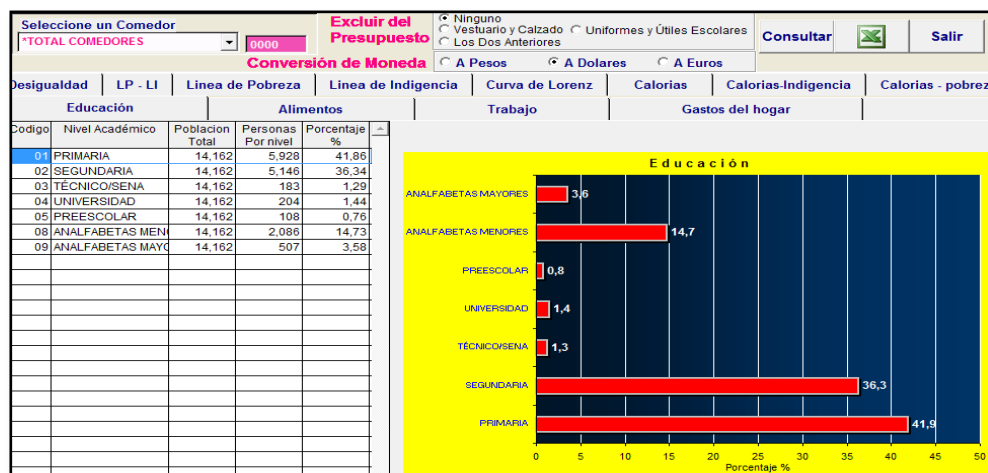 Seleccione un Comedor
*TOTAL COMEDORES
0000
Excluir del
Presupuesto
Ninguno
Vestuario y Calzado Uniformes y Útiles Escolares
Los Dos Anteriores
Consultar
Salir
Conversión de Moneda
A Pesos A Dolares A Euros
Desigualdad LP - LI Linea de Pobreza Linea de Indigencia Curva de Lorenz Calorias Calorias-Indigencia Calorias - pobrez
Educación Alimentos Trabajo Gastos del hogar
Codigo Nivel Académico Poblacion Total Personas Por nivel Porcentaje %
01 PRIMARIA 14,162 5,928 41,86
02 SEGUNDARIA 14,162 5,146 36,34
03 TÉCNICO/SENA 14,162 183 1,29
04 UNIVERSIDAD 14,162 204 1,44
05 PREESCOLAR 14,162 108 0,76
08 ANALFABETAS MEN 14,162 2,086 14,73
09 ANALFABETAS MAYO 14,162 507 3,58
Educación
ANALFABETAS MAYORES 3,6
ANALFABETAS MENORES 14,7
PREESCOLAR 0,8
UNIVERSIDAD 1,4
TÉCNICO/SENA 1,3
SEGUNDARIA 36,3
PRIMARIA 41,9
0 5 10 15 20 25 30 35 40 45 50
Porcentaje %